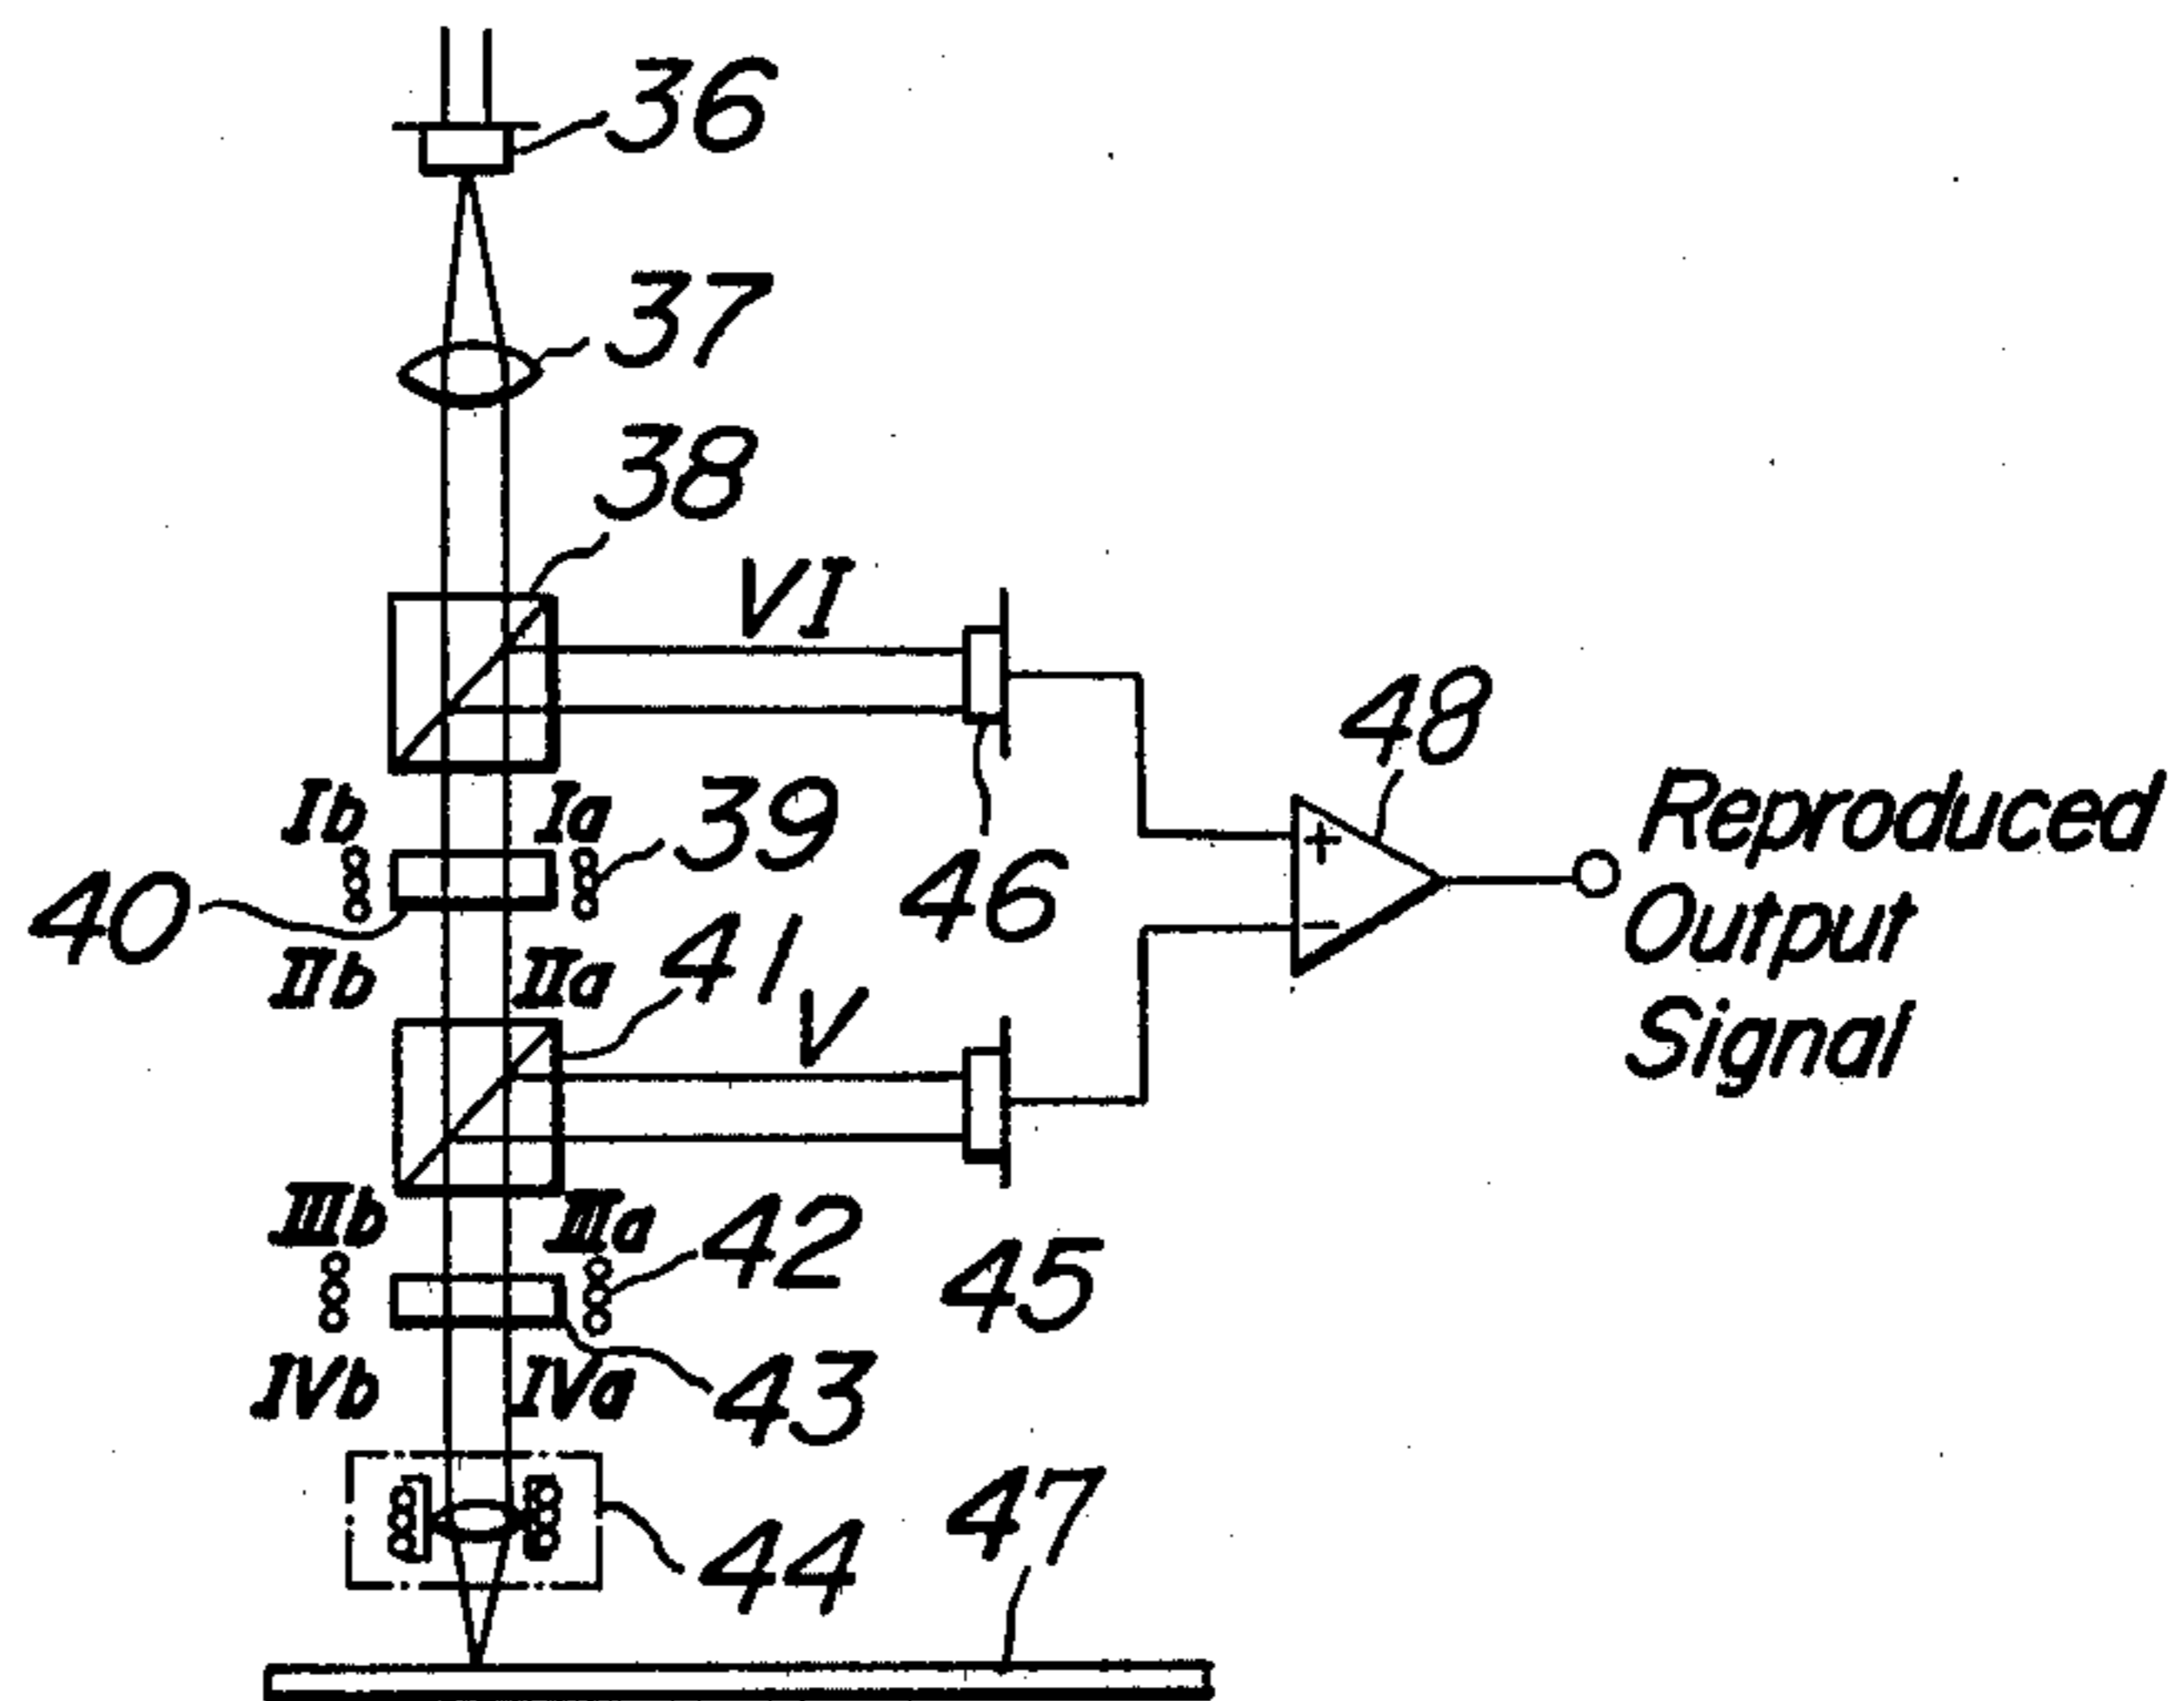 36
37
38
VI
48
Ib
Ia
39
Reproduced
Output
Signal
40
46
IIb
IIa
41
V
+
−
IIIb
IIIa
42
45
IVb
IVa
43
44
47